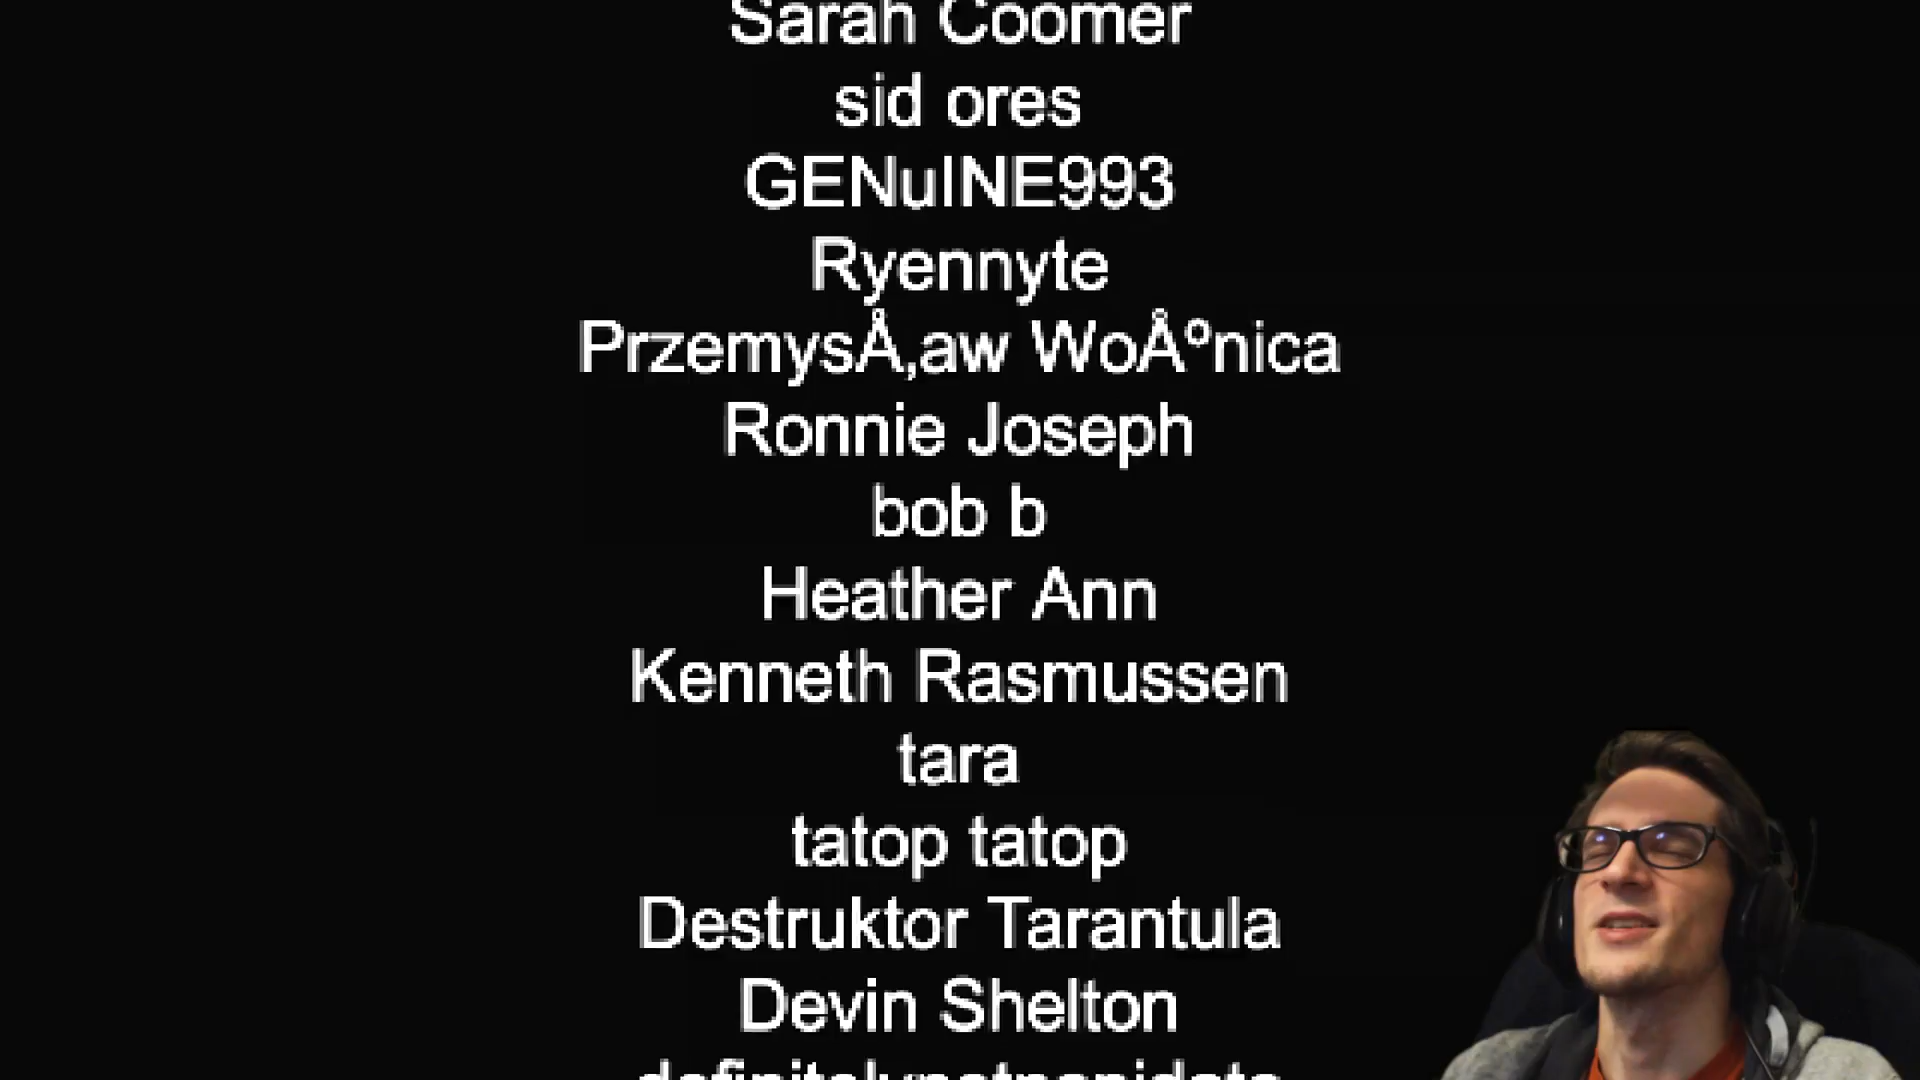 Sarah Coomer
sid ores
GENuINE993
Ryennyte
PrzemysÅ‚aw WoÅºnica
Ronnie Joseph
bob b
Heather Ann
Kenneth Rasmussen
tara
tatop tatop
Destruktor Tarantula
Devin Shelton